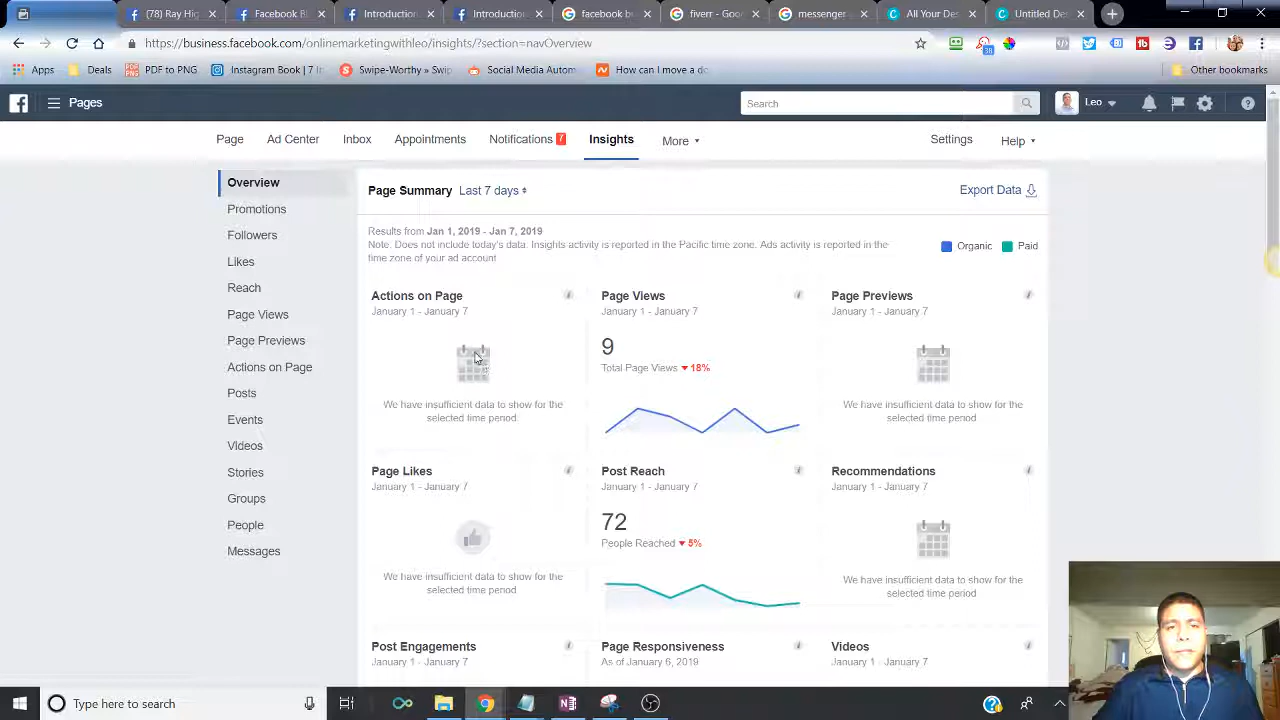 (78) Ray Hig
Facebook B
Introduction
Introduction
facebook b
fiverr - Goo
messenger
All Your Des
Untitled De
https://business.facebook.com/onlinemarketingwithleo/insights/?section=navOverview
38
Apps
Deals
PDF to PNG
Instagram Book | 7 I
Swipe-Worthy » Swip
Social Media Autom
How can I move a do
Other bookmarks
Pages
Search
Leo
Page
Ad Center
Inbox
Appointments
Notifications 7
Insights
More
Settings
Help
Overview
Promotions
Followers
Likes
Reach
Page Views
Page Previews
Actions on Page
Posts
Events
Videos
Stories
Groups
People
Messages
Page Summary Last 7 days
Export Data
Results from Jan 1, 2019 - Jan 7, 2019
Note: Does not include today's data. Insights activity is reported in the Pacific time zone. Ads activity is reported in the
time zone of your ad account
Organic
Paid
Actions on Page
January 1 - January 7
We have insufficient data to show for the
selected time period.
Page Views
January 1 - January 7
9
Total Page Views 18%
Page Previews
January 1 - January 7
We have insufficient data to show for the
selected time period
Page Likes
January 1 - January 7
We have insufficient data to show for the
selected time period
Post Reach
January 1 - January 7
72
People Reached 5%
Recommendations
January 1 - January 7
We have insufficient data to show for the
selected time period
Post Engagements
January 1 - January 7
Page Responsiveness
As of January 6, 2019
Videos
January 1 - January 7
Type here to search